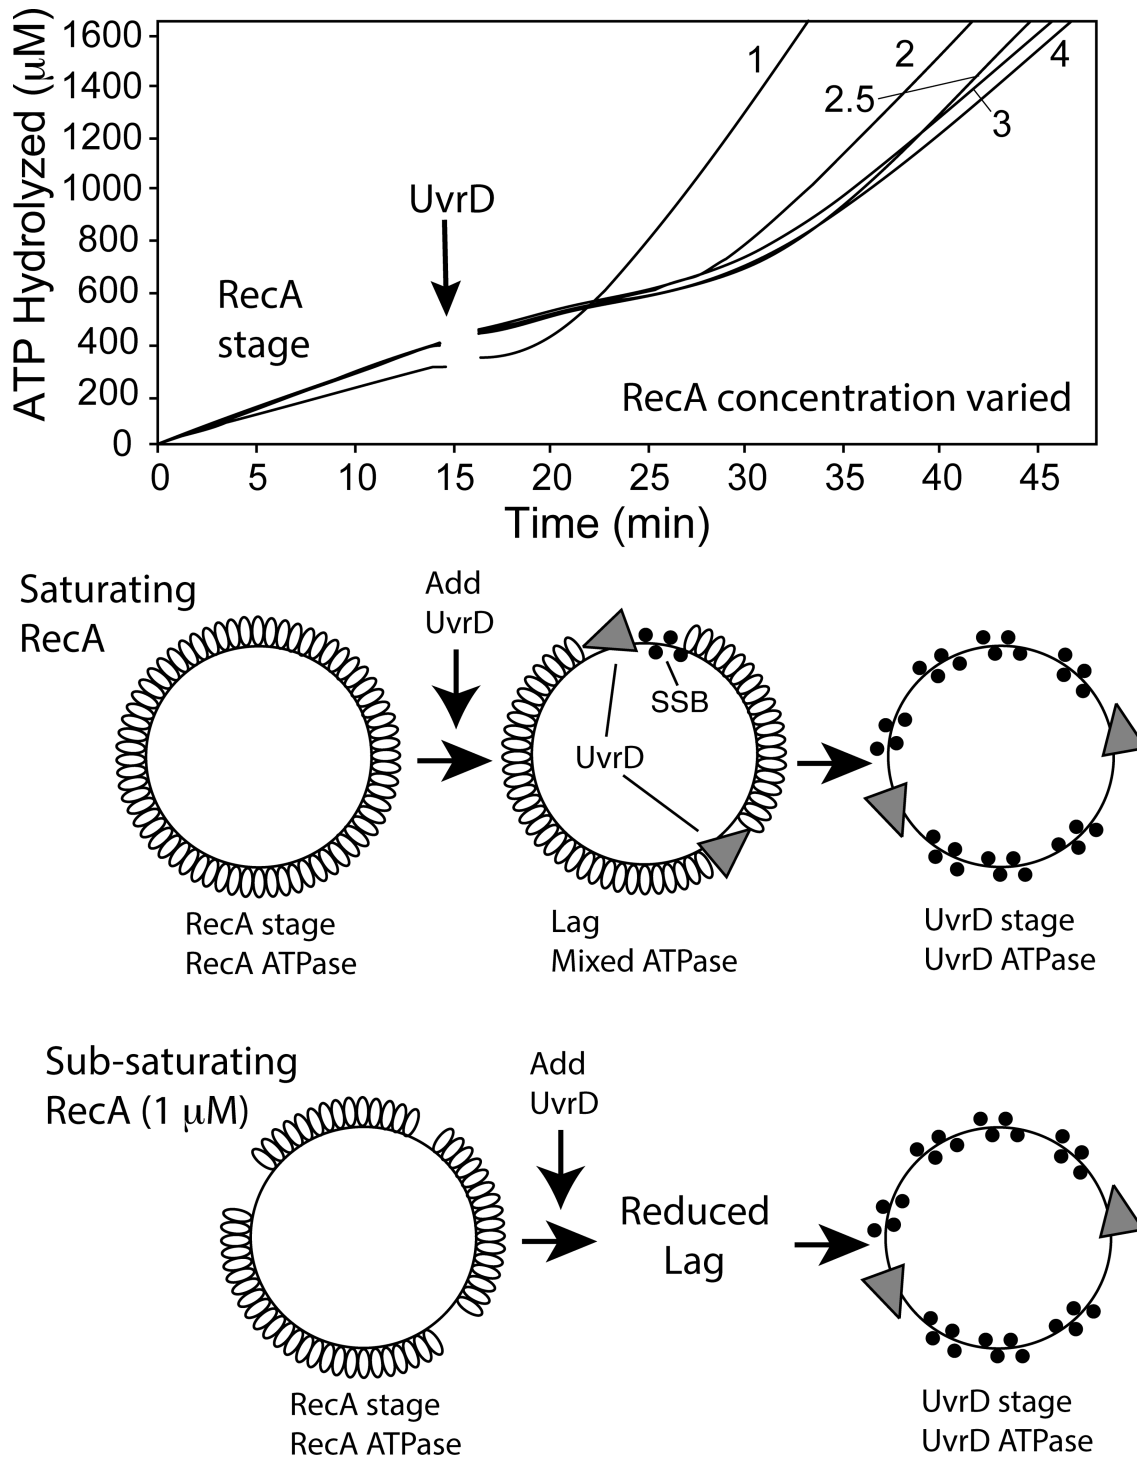 ATP Hydrolyzed (μM)
1600
1400
1200
1000
800
600
400
200
0
1
2
2.5
3
4
UvrD
RecA
stage
RecA concentration varied
0 5 10 15 20 25 30 35 40 45
Time (min)
Saturating
RecA
Add
UvrD
SSB
UvrD
RecA stage
RecA ATPase
Lag
Mixed ATPase
UvrD stage
UvrD ATPase
Sub-saturating
RecA (1 μM)
Add
UvrD
Reduced
Lag
RecA stage
RecA ATPase
UvrD stage
UvrD ATPase